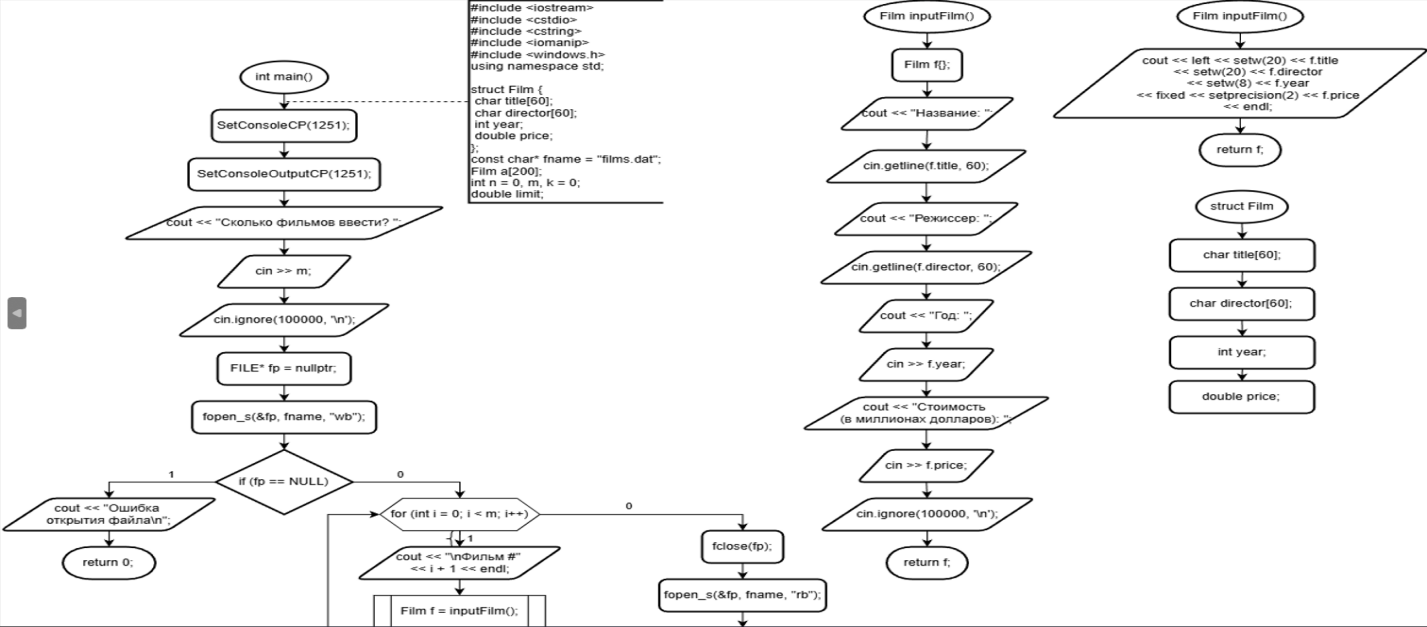 int main()
SetConsoleCP(1251);
SetConsoleOutputCP(1251);
cout << "Сколько фильмов ввести? ";
cin >> m;
cin.ignore(100000, '\n');
FILE* fp = nullptr;
fopen_s(&fp, fname, "wb");
if (fp == NULL)
1
0
cout << "Ошибка
открытия файла\n";
return 0;
for (int i = 0; i < m; i++)
1
0
cout << "\nФильм #"
<< i + 1 << endl;
Film f = inputFilm();
fclose(fp);
fopen_s(&fp, fname, "rb");
#include <iostream>
#include <cstdio>
#include <cstring>
#include <iomanip>
#include <windows.h>
using namespace std;
struct Film {
char title[60];
char director[60];
int year;
double price;
};
const char* fname = "films.dat";
Film a[200];
int n = 0, m, k = 0;
double limit;
Film inputFilm()
Film f{};
cout << "Название: ";
cin.getline(f.title, 60);
cout << "Режиссер: ";
cin.getline(f.director, 60);
cout << "Год: ";
cin >> f.year;
cout << "Стоимость
(в миллионах долларов): ";
cin >> f.price;
cin.ignore(100000, '\n');
return f;
Film inputFilm()
cout << left << setw(20) << f.title
<< setw(20) << f.director
<< setw(8) << f.year
<< fixed << setprecision(2) << f.price
<< endl;
return f;
struct Film
char title[60];
char director[60];
int year;
double price;